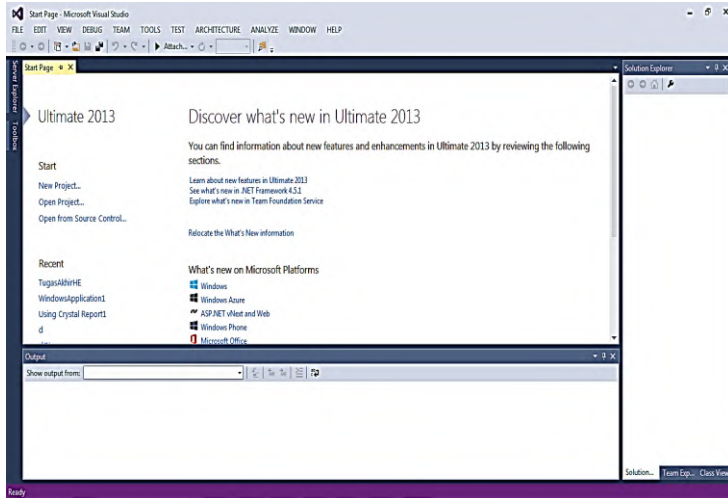 Start Page - Microsoft Visual Studio
FILE EDIT VIEW DEBUG TEAM TOOLS TEST ARCHITECTURE ANALYZE WINDOW HELP
Attach...
Server Explorer
Toolbox
Start Page
Ultimate 2013
Start
New Project...
Open Project...
Open from Source Control...
Recent
TugasAkhirHE
WindowsApplication1
Using Crystal Report1
d
Discover what's new in Ultimate 2013
You can find information about new features and enhancements in Ultimate 2013 by reviewing the following
sections.
Learn about new features in Ultimate 2013
See what's new in .NET Framework 4.5.1
Explore what's new in Team Foundation Service
Relocate the What's New information
What's new on Microsoft Platforms
Windows
Windows Azure
ASP.NET vNext and Web
Windows Phone
Microsoft Office
Solution Explorer
Output
Show output from:
Solution... Team Exp... Class View
Ready